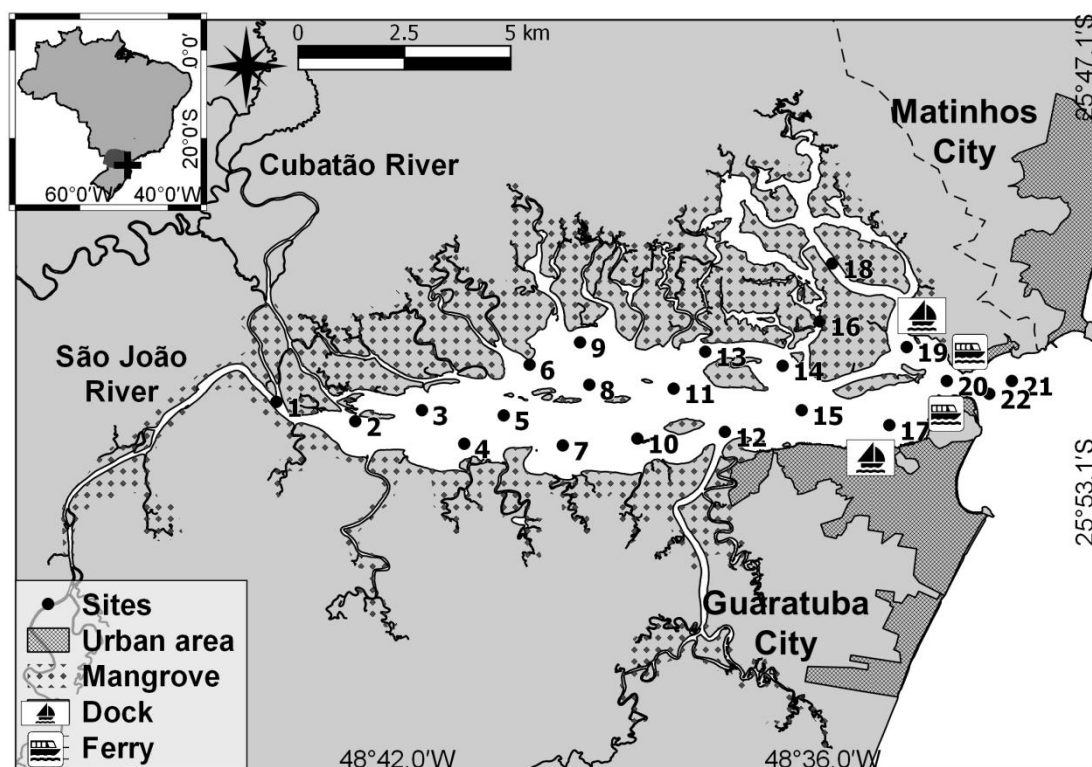 0 2.5 5 km
0°0'
20°0'S
60°0'W 40°0'W
25°47.1'S
Matinhos
City
Cubatão River
18
16
São João
River
9
13
19
6
14
8
11
20
21
22
1
3
5
15
2
17
12
10
4
7
25°53.1'S
Guaratuba
City
Sites
Urban area
Mangrove
Dock
Ferry
48°42.0'W
48°36.0'W